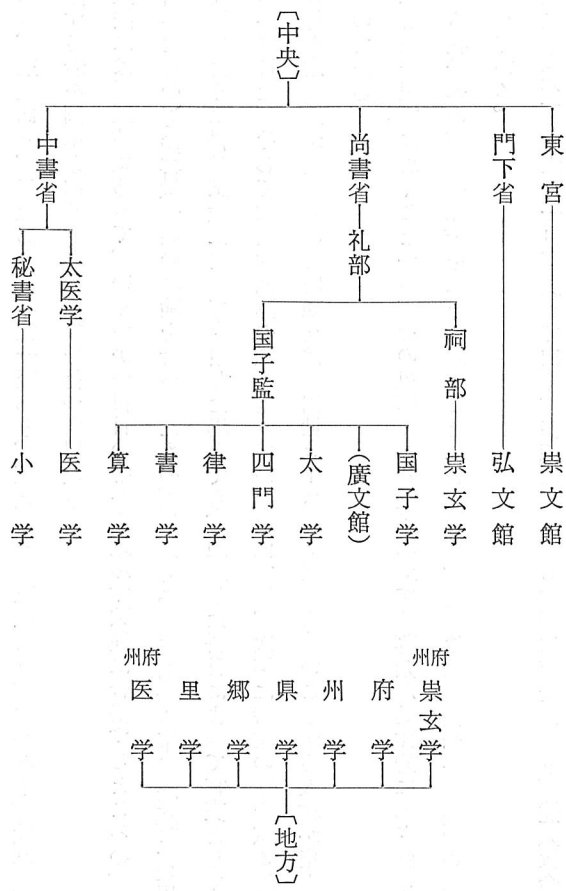 〔中央〕
東宮
門下省
尚書省
中書省
礼部
太医学
秘書省
祠部
国子監
崇文館
弘文館
崇玄学
国子学
(廣文館)
太学
四門学
律学
書学
算学
医学
小学
州府
崇玄学
府学
州学
県学
郷学
里学
州府
医学
〔地方〕